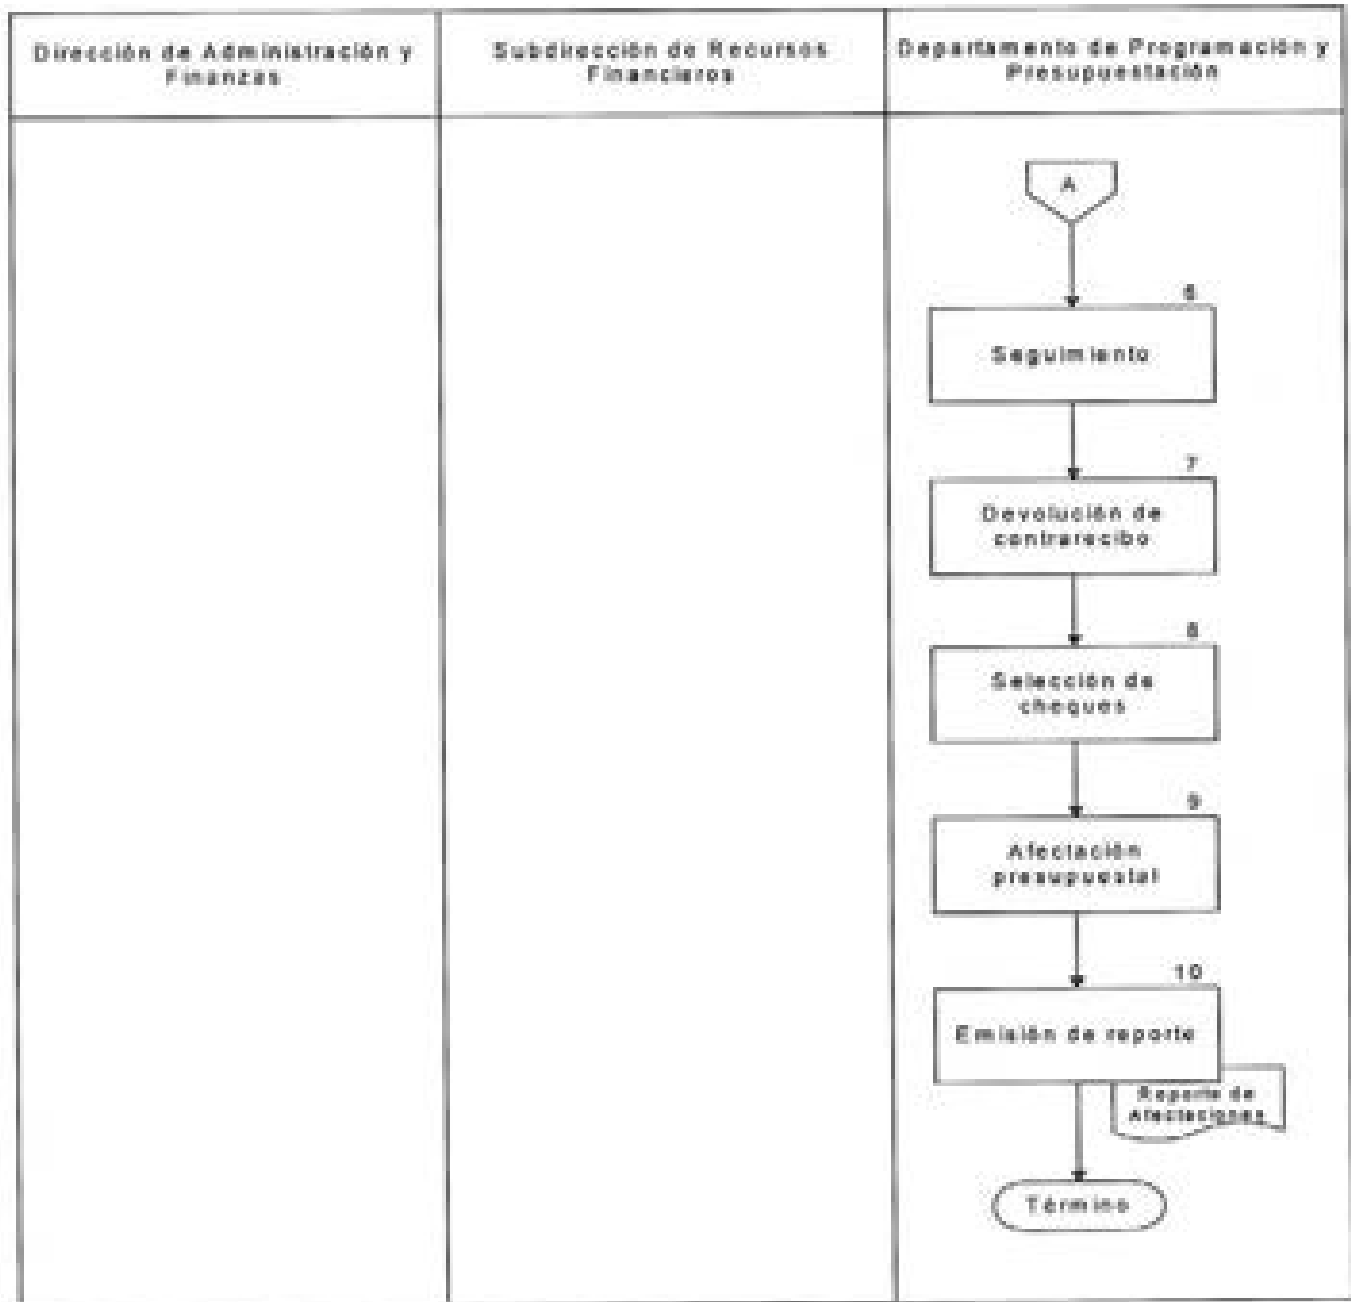 Dirección de Administración y
Finanzas
Subdirección de Recursos
Financieros
Departamento de Programación y
Presupuestación
A
6
Seguimiento
7
Devolución de
contrarecibo
8
Selección de
cheques
9
Afectación
presupuestal
10
Emisión de reporte
Reporte de
Afectaciones
Término